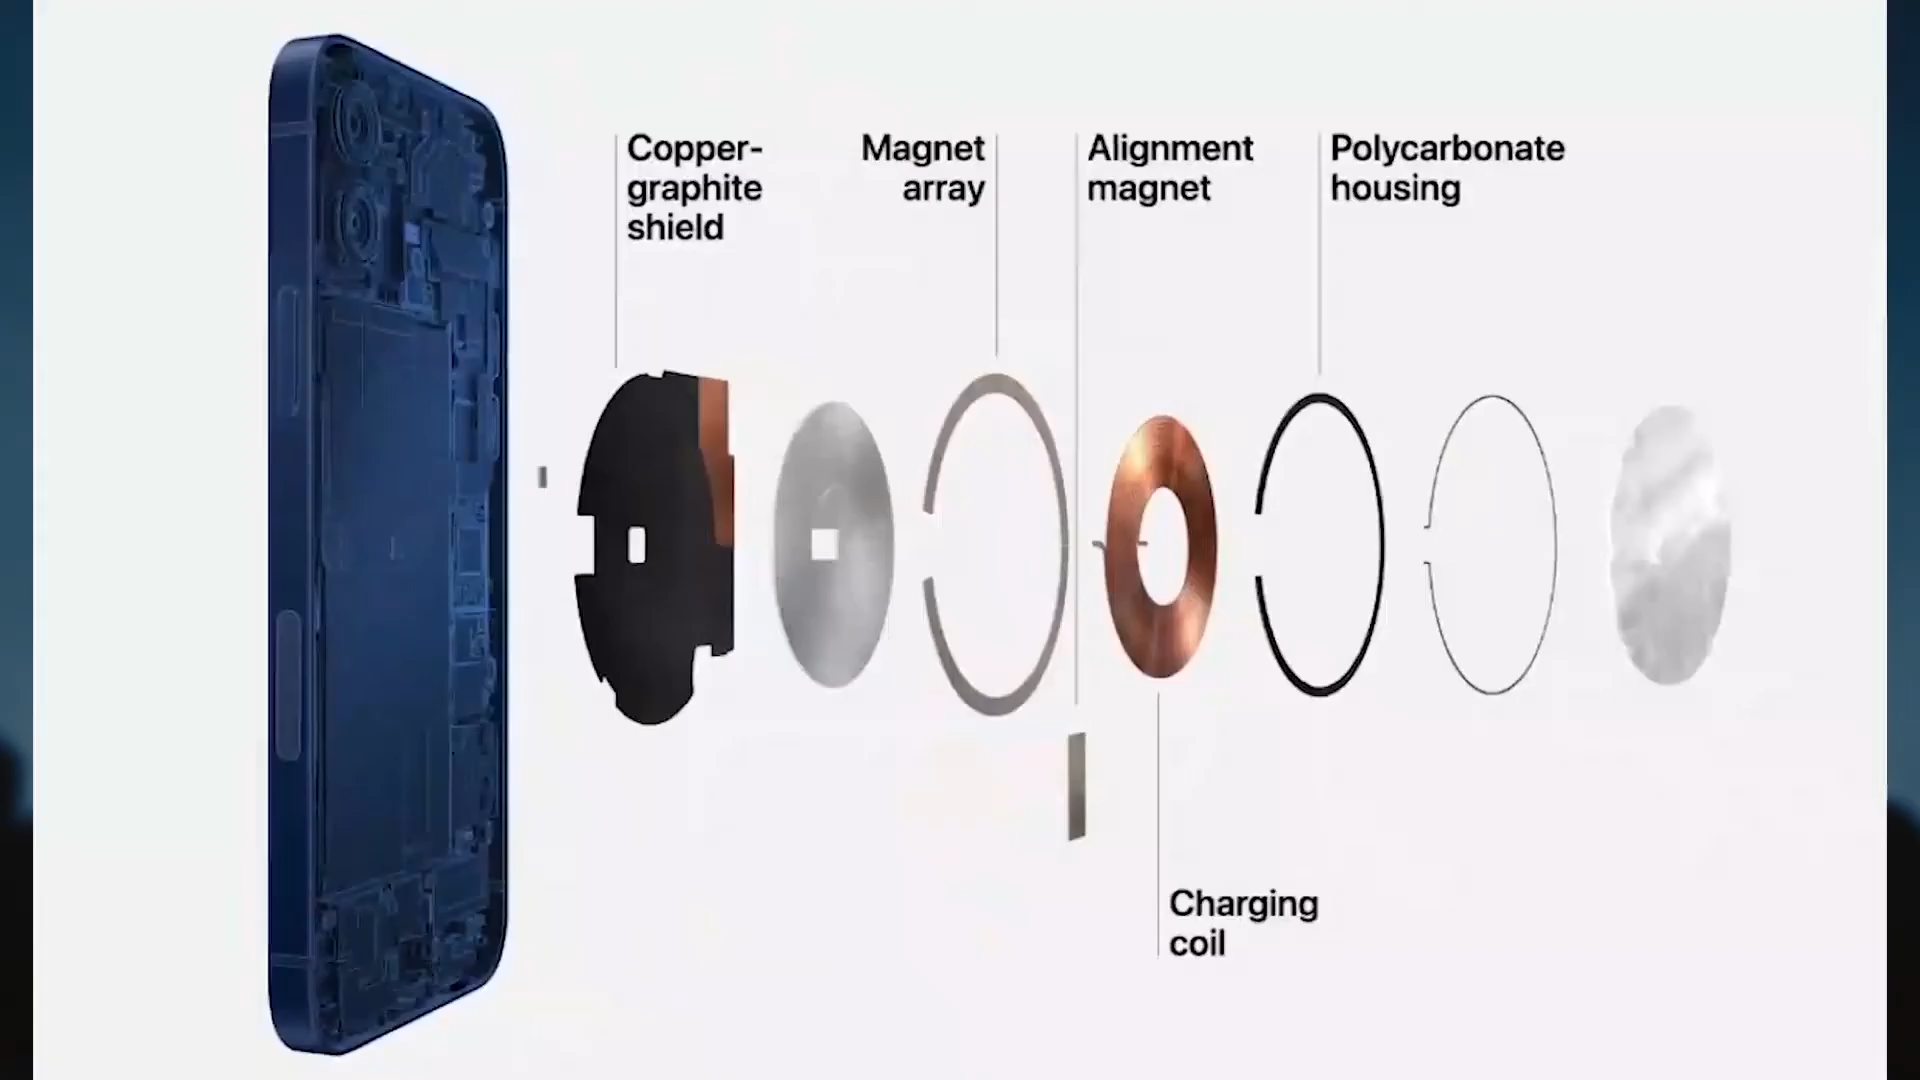 Copper-
graphite
shield
Magnet
array
Alignment
magnet
Polycarbonate
housing
Charging
coil